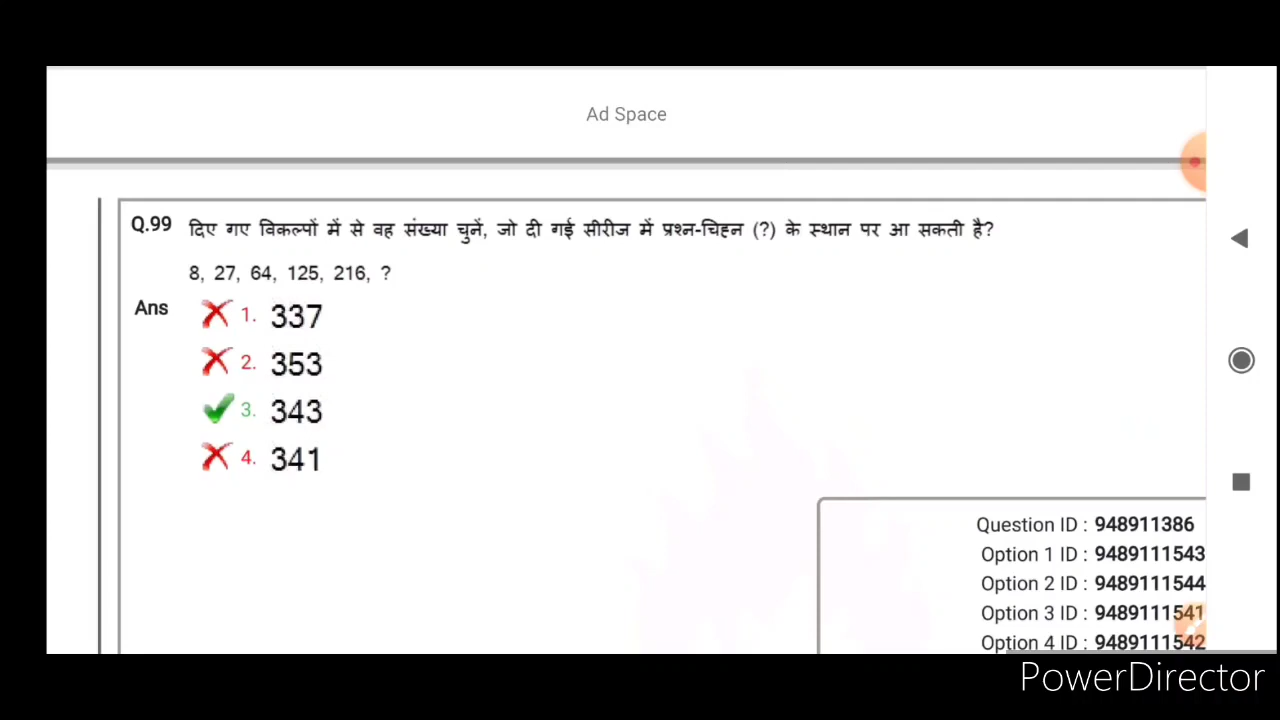 Ad Space
Q.99 दिए गए विकल्पों में से वह संख्या चुनें, जो दी गई सीरीज में प्रश्न-चिह्न (?) के स्थान पर आ सकती है?
8, 27, 64, 125, 216, ?
Ans 1. 337
2. 353
3. 343
4. 341
Question ID : 948911386
Option 1 ID : 9489111543
Option 2 ID : 9489111544
Option 3 ID : 9489111541
Option 4 ID : 9489111542
PowerDirector